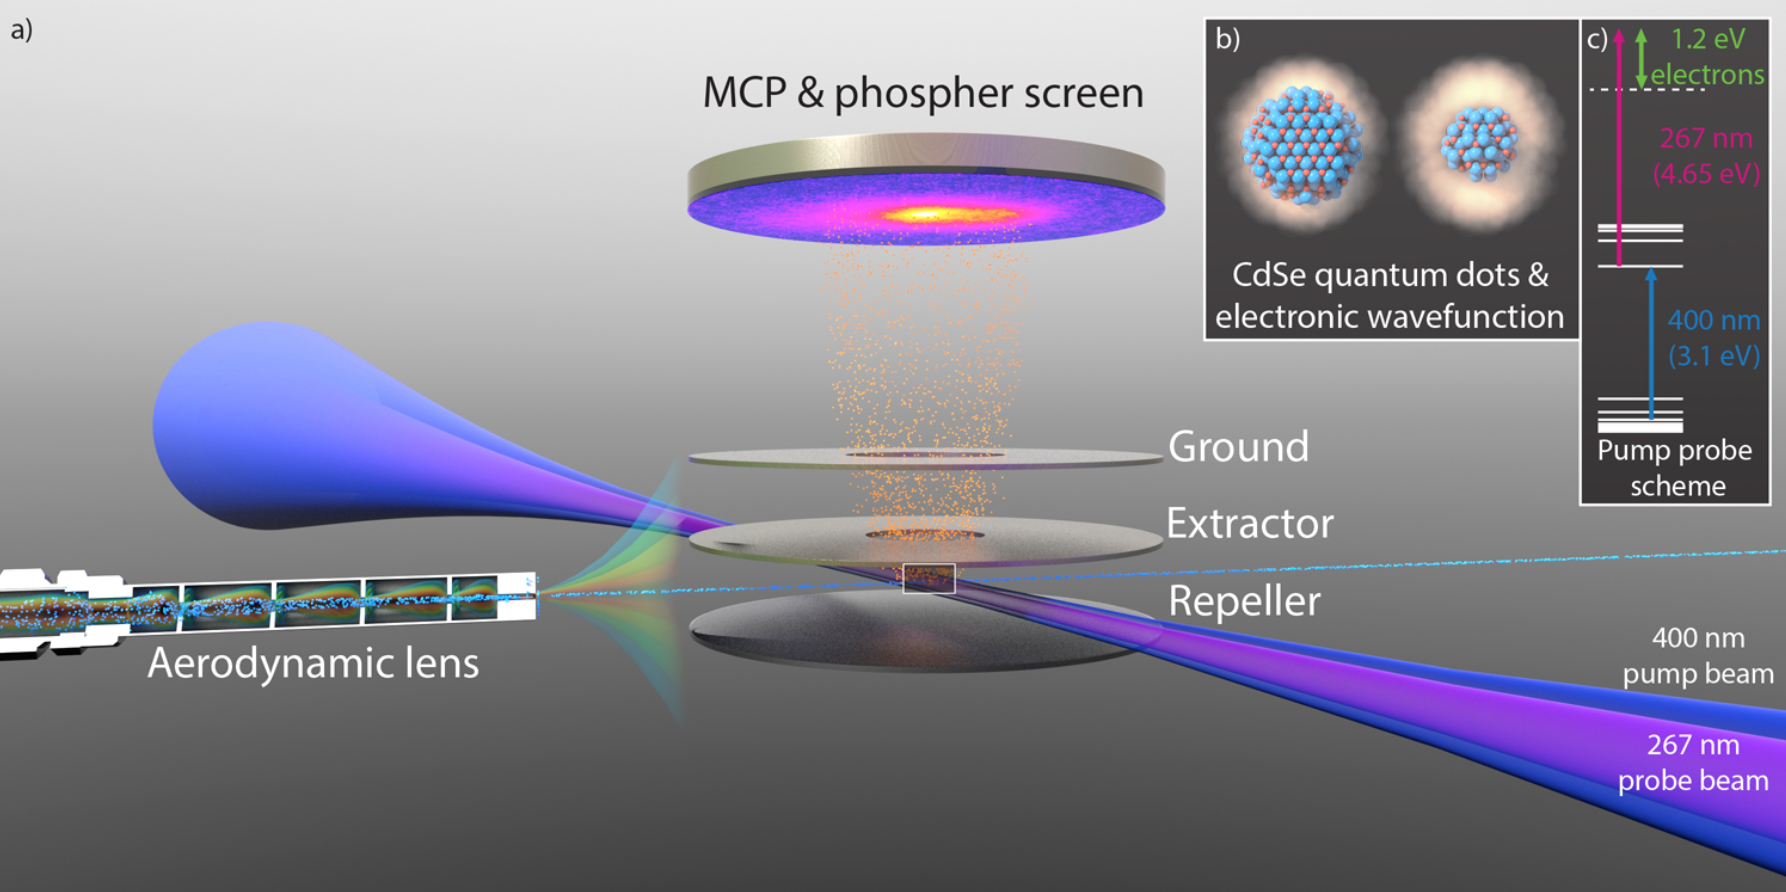 a)
MCP & phospher screen
Ground
Extractor
Repeller
Aerodynamic lens
400 nm
pump beam
267 nm
probe beam
b)
CdSe quantum dots &
electronic wavefunction
c)
1.2 eV
electrons
267 nm
(4.65 eV)
400 nm
(3.1 eV)
Pump probe
scheme